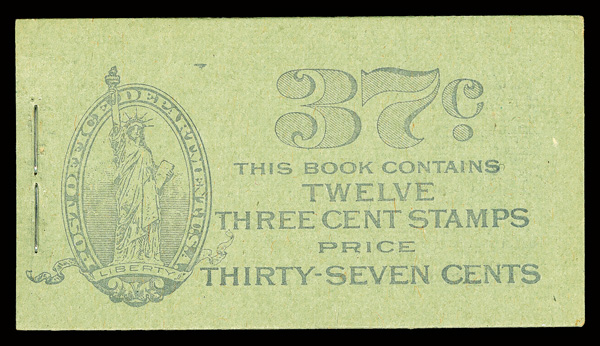 POST OFFICE DEPARTMENT U.S.A.
LIBERTY
37¢
THIS BOOK CONTAINS
TWELVE
THREE CENT STAMPS
PRICE
THIRTY-SEVEN CENTS